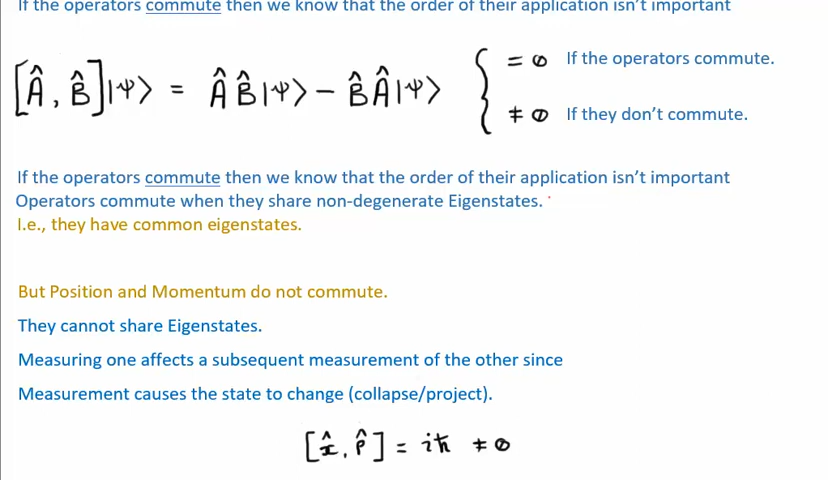 If the operators commute then we know that the order of their application isn't important
[Â, B̂]|ψ⟩ = Â B̂|ψ⟩ − B̂ Â|ψ⟩ { = 0 If the operators commute.
≠ 0 If they don't commute.
If the operators commute then we know that the order of their application isn't important
Operators commute when they share non-degenerate Eigenstates.
I.e., they have common eigenstates.
But Position and Momentum do not commute.
They cannot share Eigenstates.
Measuring one affects a subsequent measurement of the other since
Measurement causes the state to change (collapse/project).
[x̂, p̂] = iħ ≠ 0